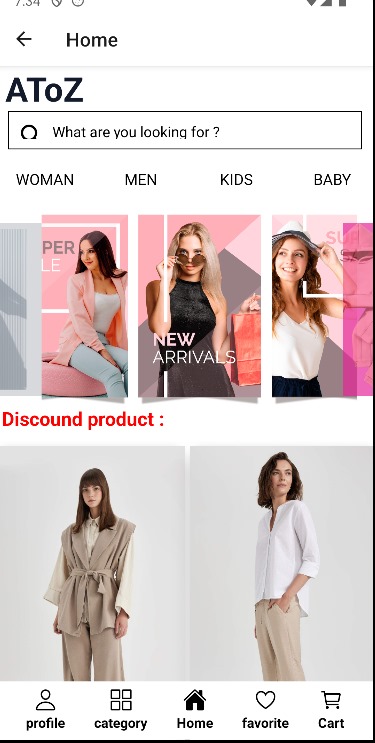 7:34
Home
AToZ
What are you looking for ?
WOMAN MEN KIDS BABY
PER
LE
NEW
ARRIVALS
SUP
Discound product :
profile category Home favorite Cart